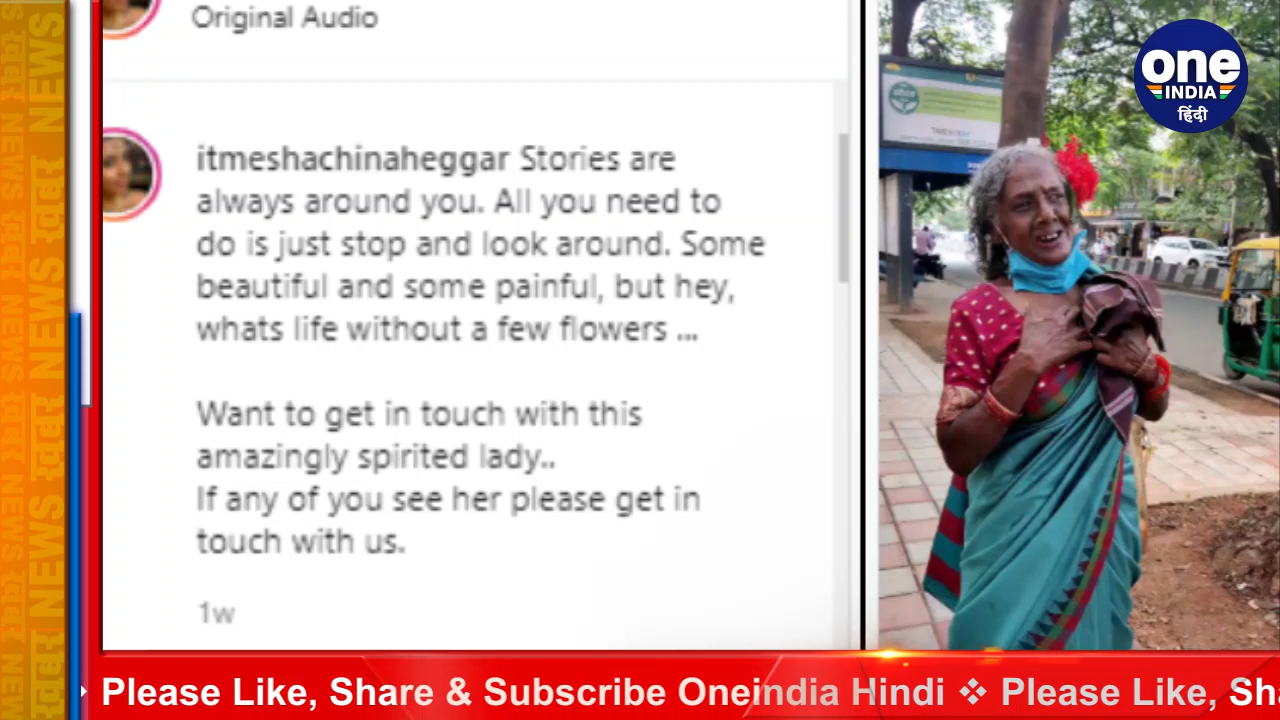 Original Audio
itmeshachinaheggar Stories are
always around you. All you need to
do is just stop and look around. Some
beautiful and some painful, but hey,
whats life without a few flowers ...
Want to get in touch with this
amazingly spirited lady..
If any of you see her please get in
touch with us.
1w
one
INDIA
हिंदी
NEWS खबर NEWS
Please Like, Share & Subscribe Oneindia Hindi ❖ Please Like, Sha